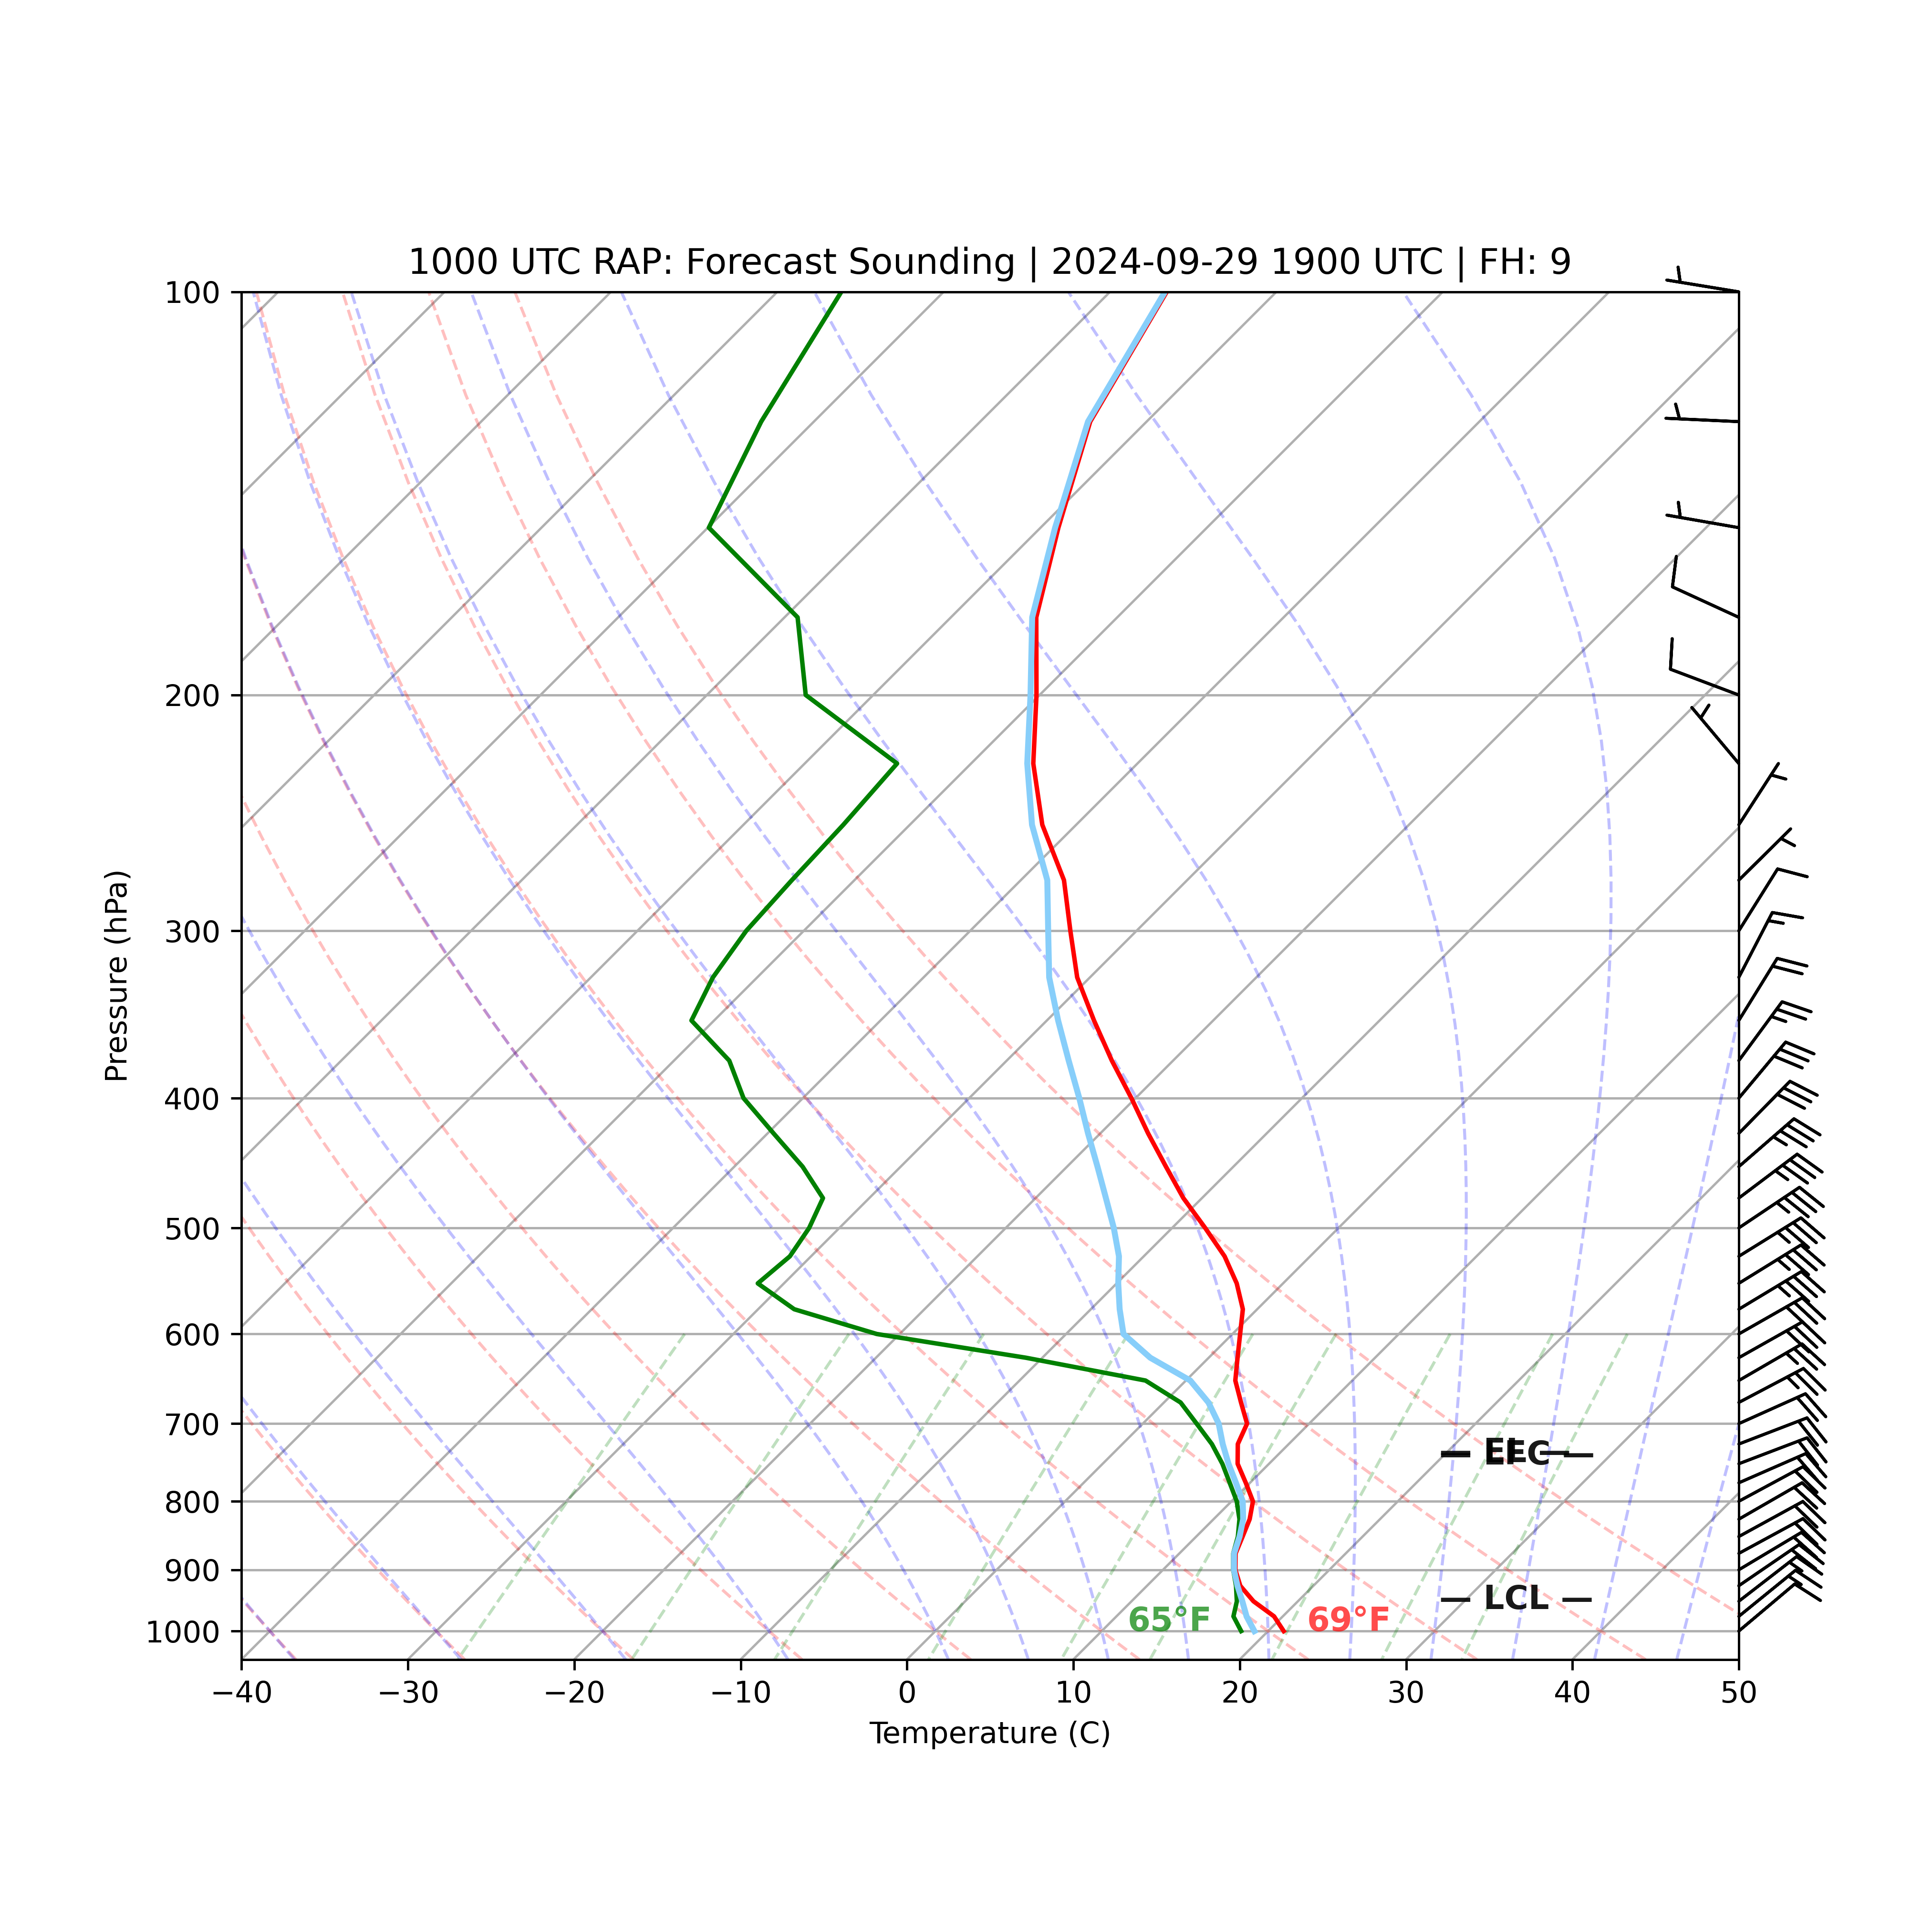 1000 UTC RAP: Forecast Sounding | 2024-09-29 1900 UTC | FH: 9
100
200
300
400
500
600
700
800
900
1000
Pressure (hPa)
— EL —
— LCL —
65°F 69°F
−40 −30 −20 −10 0 10 20 30 40 50
Temperature (C)